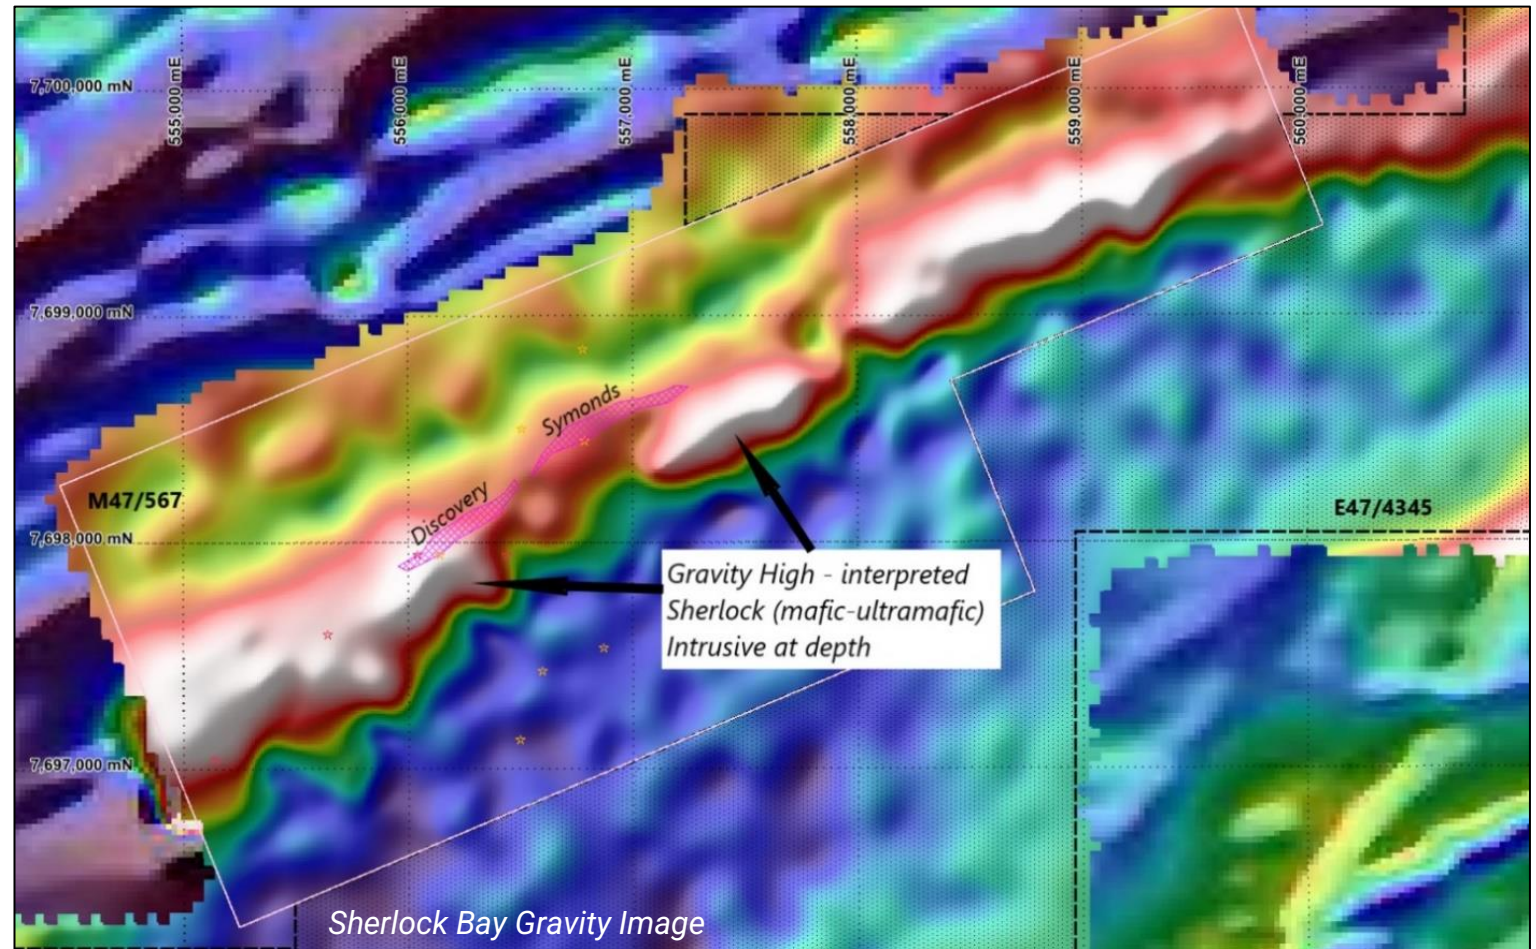 555,000 mE
556,000 mE
557,000 mE
558,000 mE
559,000 mE
560,000 mE
7,700,000 mN
7,699,000 mN
Symonds
M47/567
Discovery
E47/4345
7,698,000 mN
Gravity High - interpreted
Sherlock (mafic-ultramafic)
Intrusive at depth
7,697,000 mN
Sherlock Bay Gravity Image